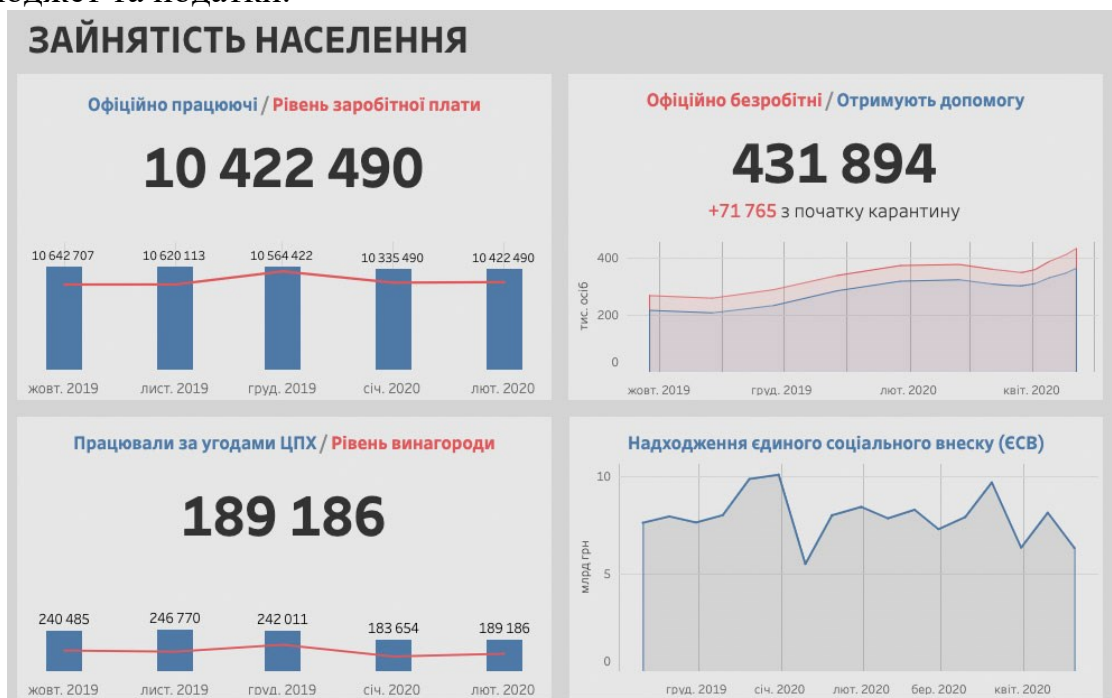 юджет та податки.
ЗАЙНЯТІСТЬ НАСЕЛЕННЯ
Офіційно працюючі / Рівень заробітної плати
10 422 490
10 642 707 10 620 113 10 564 422 10 335 490 10 422 490
жовт. 2019 лист. 2019 груд. 2019 січ. 2020 лют. 2020
Офіційно безробітні / Отримують допомогу
431 894
+71 765 з початку карантину
400
200
0
тис. осіб
жовт. 2019 груд. 2019 лют. 2020 квіт. 2020
Працювали за угодами ЦПХ / Рівень винагороди
189 186
240 485 246 770 242 011 183 654 189 186
жовт. 2019 лист. 2019 груд. 2019 січ. 2020 лют. 2020
Надходження єдиного соціального внеску (ЄСВ)
10
5
0
млрд грн
груд. 2019 січ. 2020 лют. 2020 бер. 2020 квіт. 2020